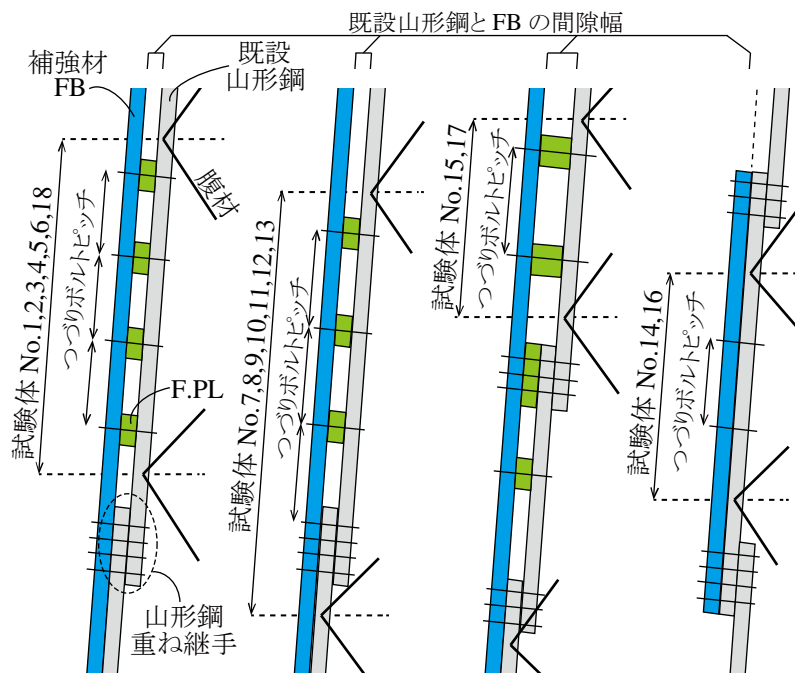 既設山形鋼と FB の間隙幅
補強材
FB
既設
山形鋼
腹材
試験体 No.1,2,3,4,5,6,18
つづりボルトピッチ
F.PL
山形鋼
重ね継手
試験体 No.7,8,9,10,11,12,13
つづりボルトピッチ
試験体 No.15,17
つづりボルトピッチ
試験体 No.14,16
つづりボルトピッチ